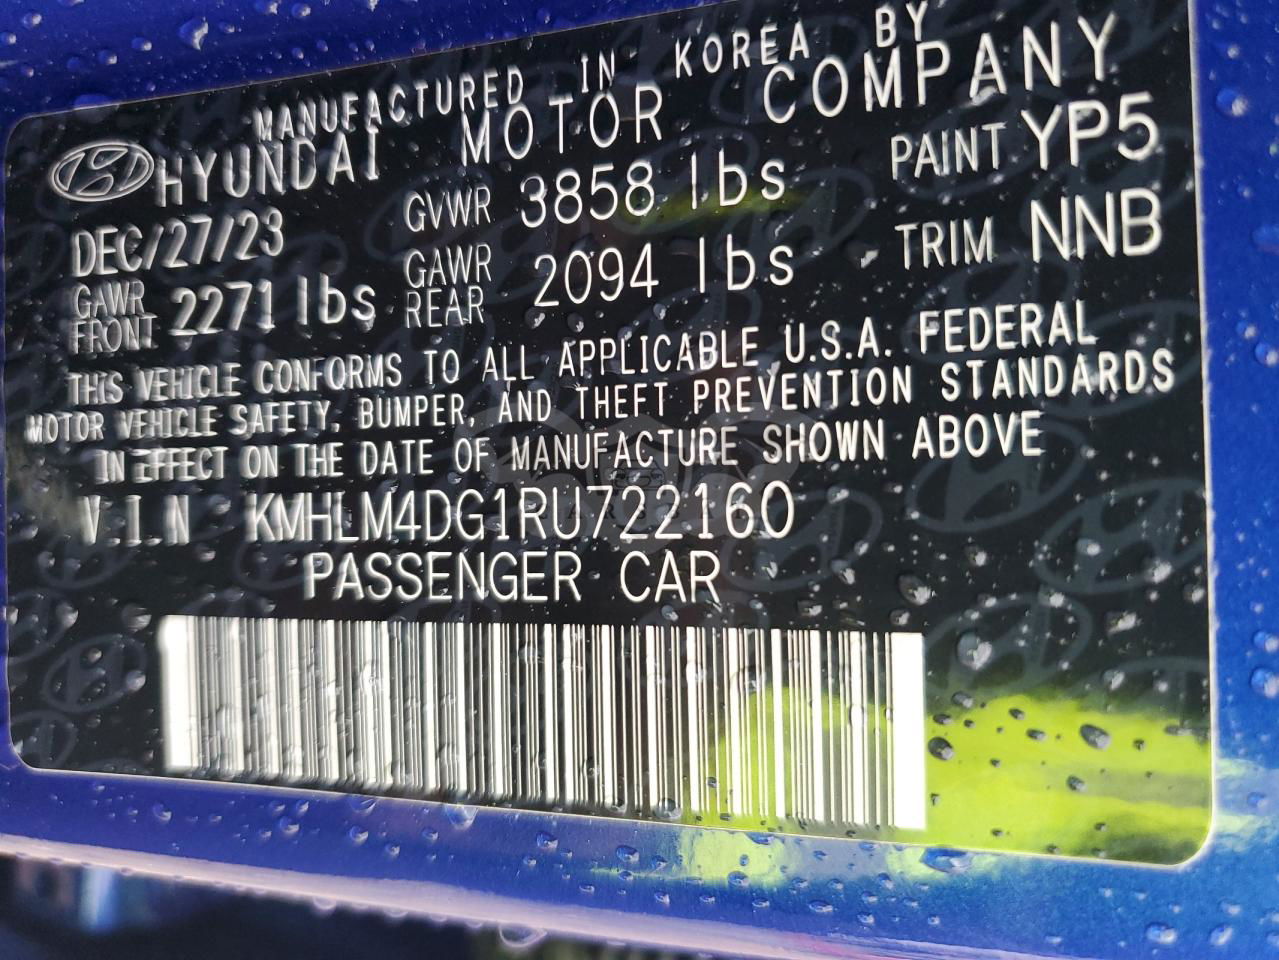 MANUFACTURED IN KOREA BY
HYUNDAI MOTOR COMPANY
DEC/27/23 GVWR 3858 lbs PAINT YP5
GAWR FRONT 2271 lbs GAWR REAR 2094 lbs TRIM NNB
THIS VEHICLE CONFORMS TO ALL APPLICABLE U.S.A. FEDERAL
MOTOR VEHICLE SAFETY, BUMPER, AND THEFT PREVENTION STANDARDS
IN EFFECT ON THE DATE OF MANUFACTURE SHOWN ABOVE
V.I.N KMHLM4DG1RU722160
PASSENGER CAR